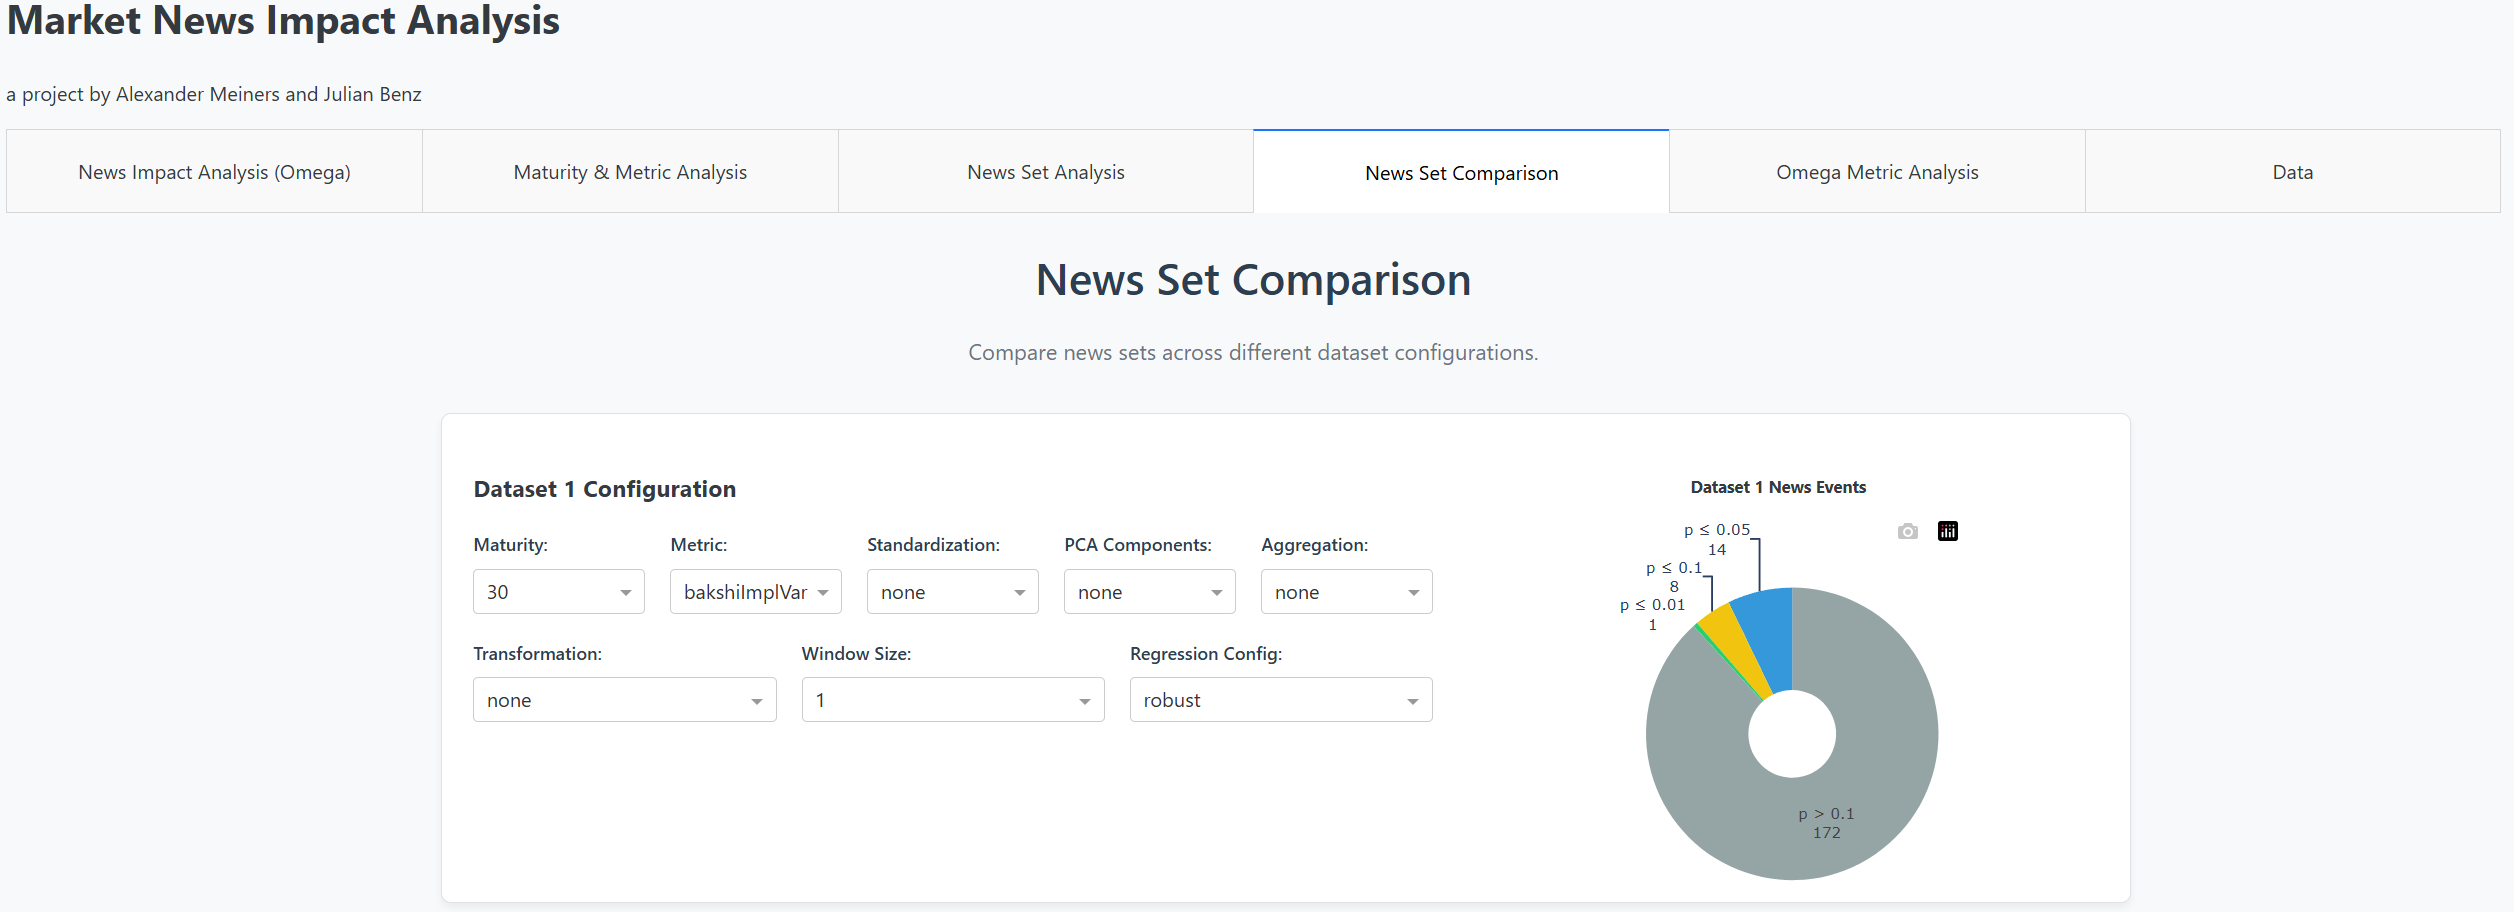 Market News Impact Analysis
a project by Alexander Meiners and Julian Benz
News Impact Analysis (Omega)
Maturity & Metric Analysis
News Set Analysis
News Set Comparison
Omega Metric Analysis
Data
News Set Comparison
Compare news sets across different dataset configurations.
Dataset 1 Configuration
Maturity:
Metric:
Standardization:
PCA Components:
Aggregation:
30
bakshiImplVar
none
none
none
Transformation:
Window Size:
Regression Config:
none
1
robust
Dataset 1 News Events
p ≤ 0.05
14
p ≤ 0.1
8
p ≤ 0.01
1
p > 0.1
172